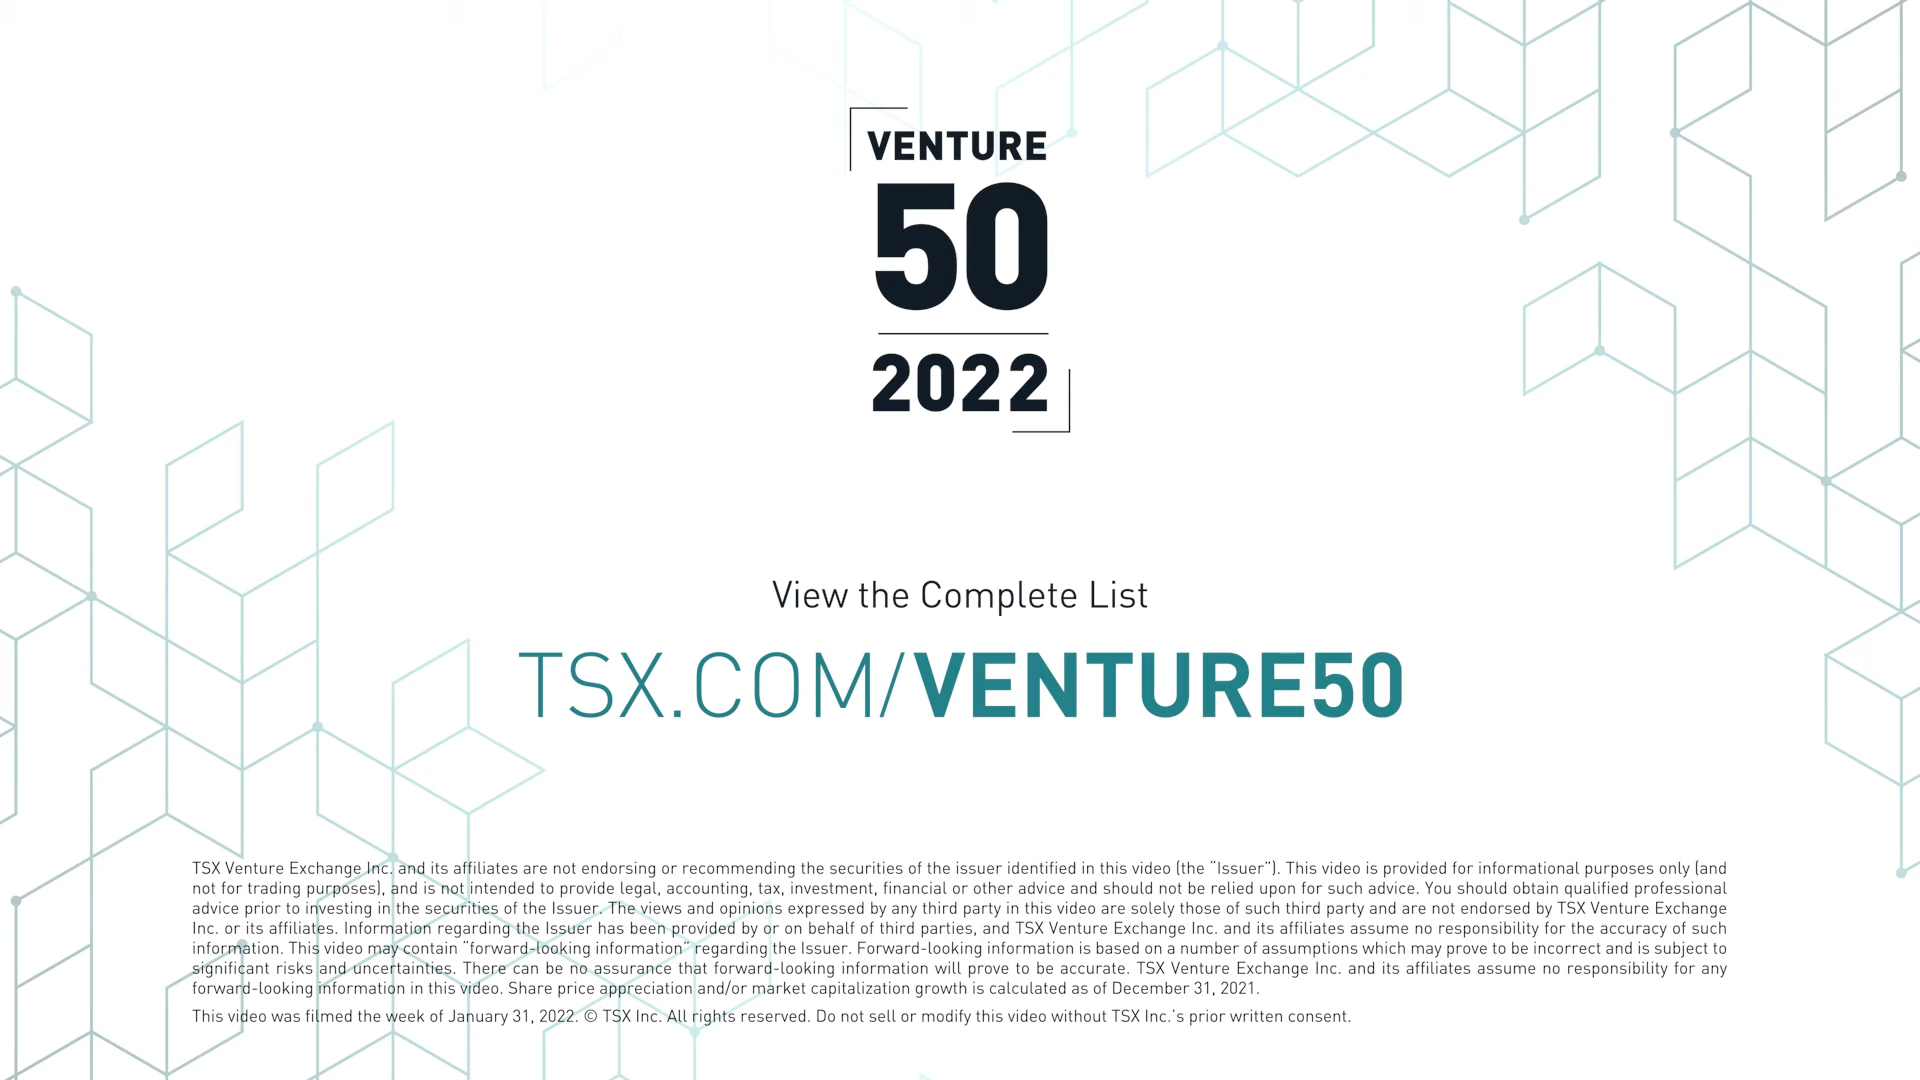 VENTURE
50
2022
View the Complete List
TSX.COM/VENTURE50
TSX Venture Exchange Inc. and its affiliates are not endorsing or recommending the securities of the issuer identified in this video (the “Issuer”). This video is provided for informational purposes only (and
not for trading purposes), and is not intended to provide legal, accounting, tax, investment, financial or other advice and should not be relied upon for such advice. You should obtain qualified professional
advice prior to investing in the securities of the Issuer. The views and opinions expressed by any third party in this video are solely those of such third party and are not endorsed by TSX Venture Exchange
Inc. or its affiliates. Information regarding the Issuer has been provided by or on behalf of third parties, and TSX Venture Exchange Inc. and its affiliates assume no responsibility for the accuracy of such
information. This video may contain “forward-looking information” regarding the Issuer. Forward-looking information is based on a number of assumptions which may prove to be incorrect and is subject to
significant risks and uncertainties. There can be no assurance that forward-looking information will prove to be accurate. TSX Venture Exchange Inc. and its affiliates assume no responsibility for any
forward-looking information in this video. Share price appreciation and/or market capitalization growth is calculated as of December 31, 2021.
This video was filmed the week of January 31, 2022. © TSX Inc. All rights reserved. Do not sell or modify this video without TSX Inc.'s prior written consent.